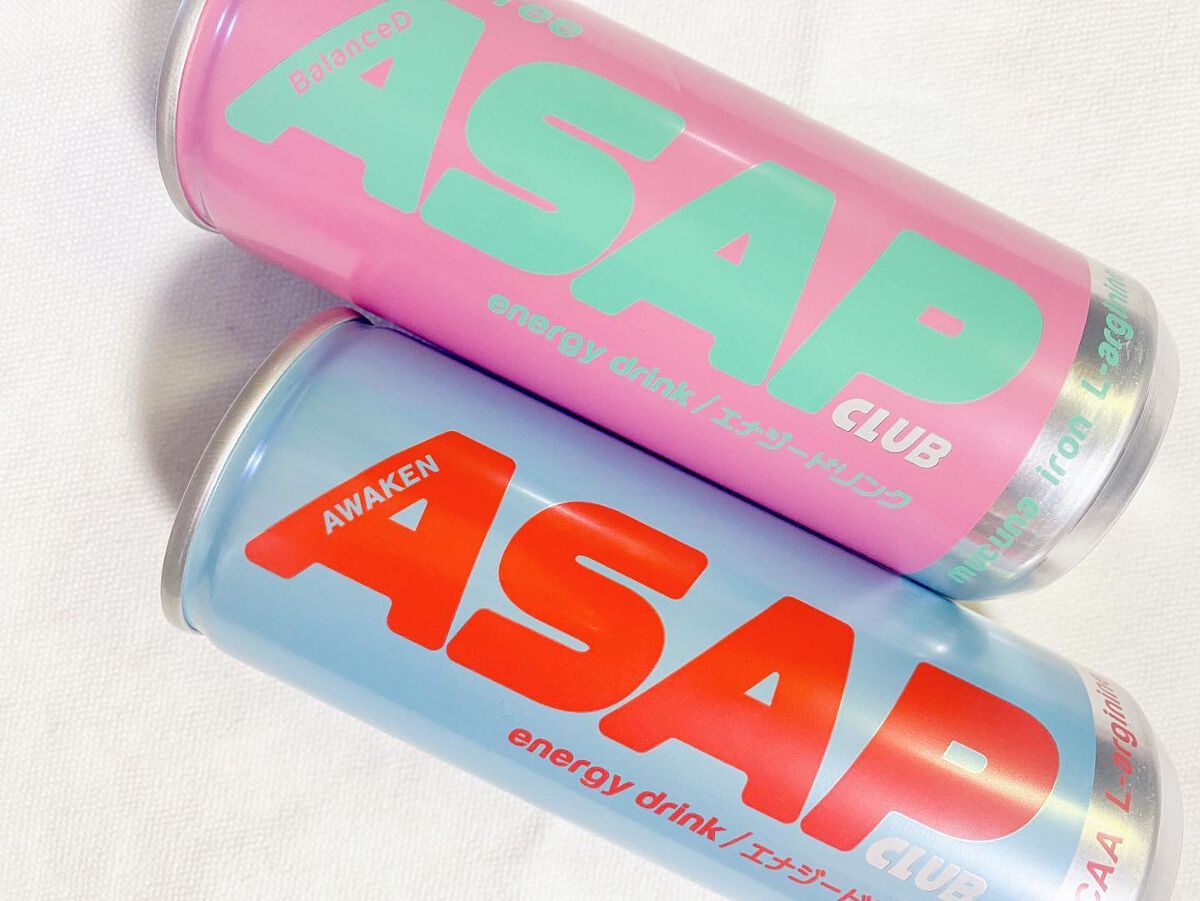 BalanceD
ASAP
CLUB
energy drink / エナジードリンク
mucuna iron L-arginine
AWAKEN
ASAP
CLUB
energy drink / エナジード
L-arginine